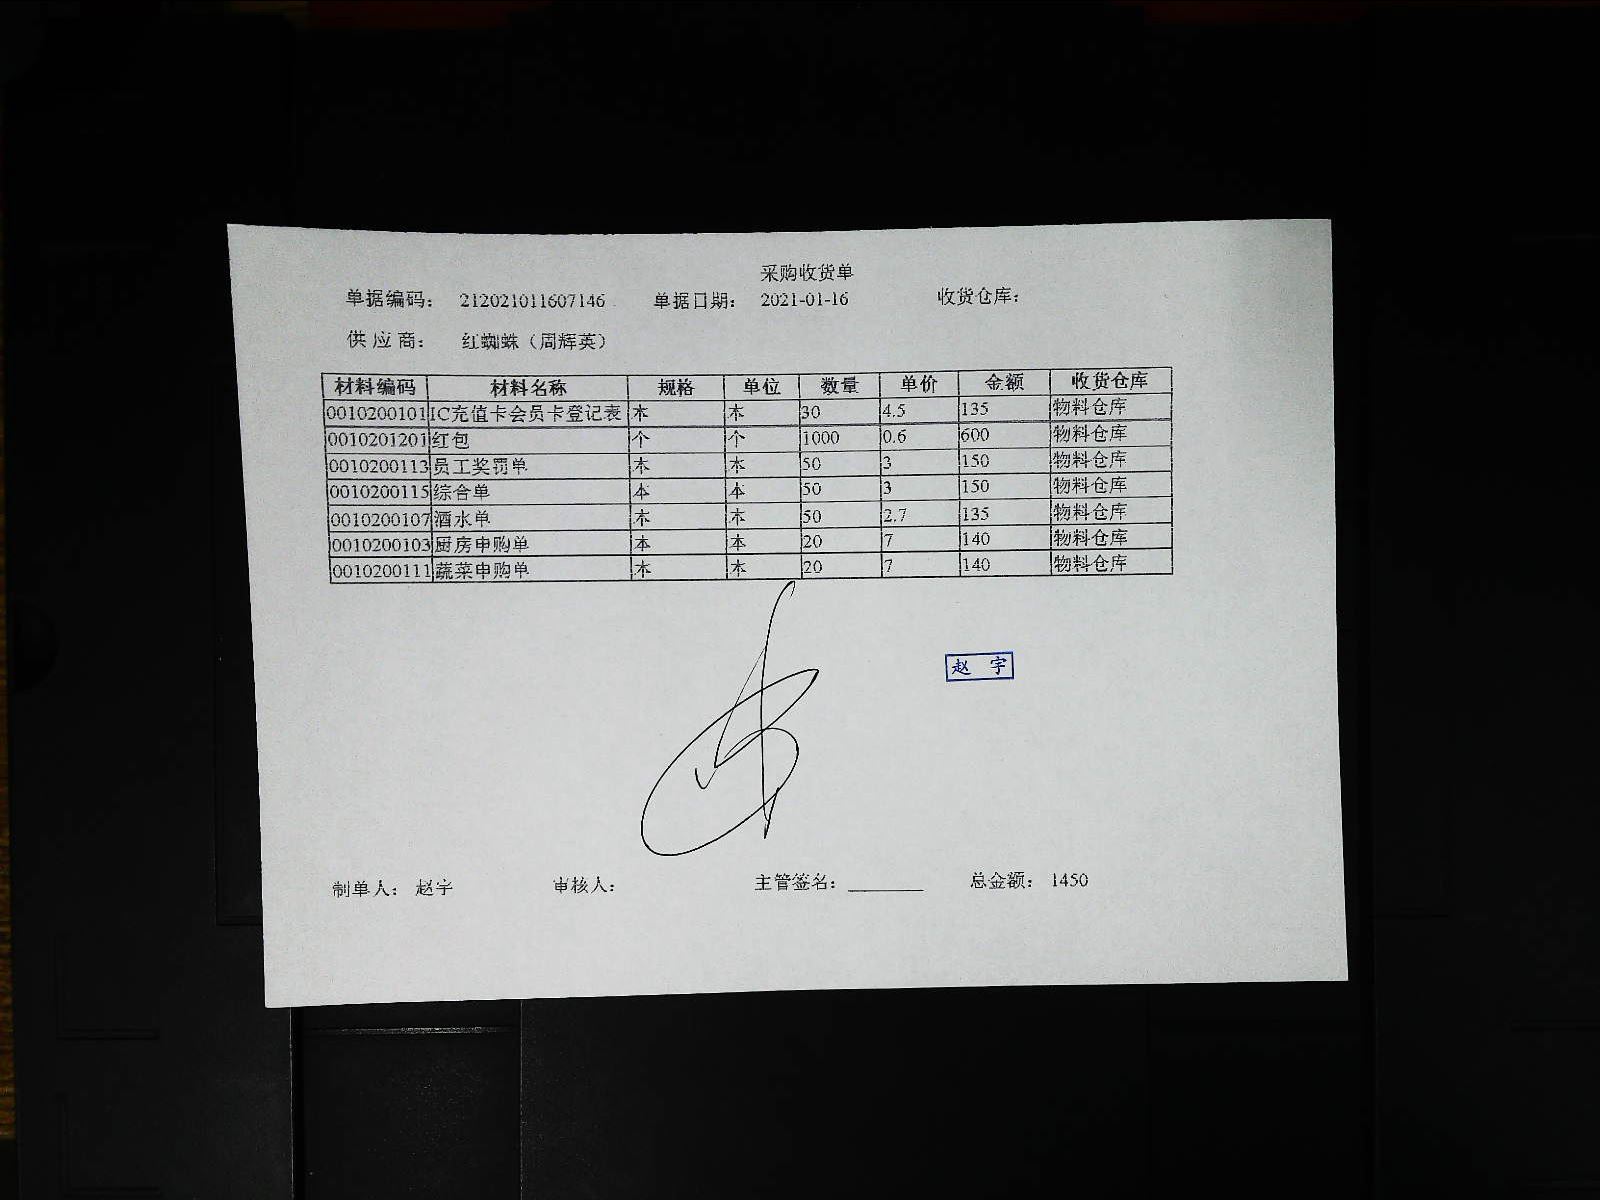 采购收货单
单据编码： 212021011607146 单据日期： 2021-01-16 收货仓库：
供 应 商： 红蜘蛛（周辉英）
材料编码 材料名称 规格 单位 数量 单价 金额 收货仓库
0010200101 IC充值卡会员卡登记表 本 本 30 4.5 135 物料仓库
0010201201 红包 个 个 1000 0.6 600 物料仓库
0010200113 员工奖罚单 本 本 50 3 150 物料仓库
0010200115 综合单 本 本 50 3 150 物料仓库
0010200107 酒水单 本 本 50 2.7 135 物料仓库
0010200103 厨房申购单 本 本 20 7 140 物料仓库
0010200111 蔬菜申购单 本 本 20 7 140 物料仓库
赵 宇
制单人： 赵宇 审核人： 主管签名： 总金额： 1450